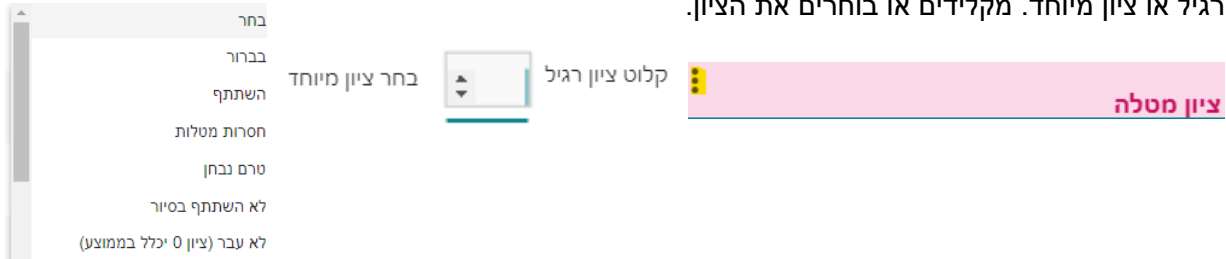 רגיל או ציון מיוחד. מקלידים או בוחרים את הציון.
ציון מטלה
קלוט ציון רגיל
בחר ציון מיוחד
בחר
בברור
השתתף
חסרות מטלות
טרם נבחן
לא השתתף בסיור
לא עבר (ציון 0 יכלל בממוצע)